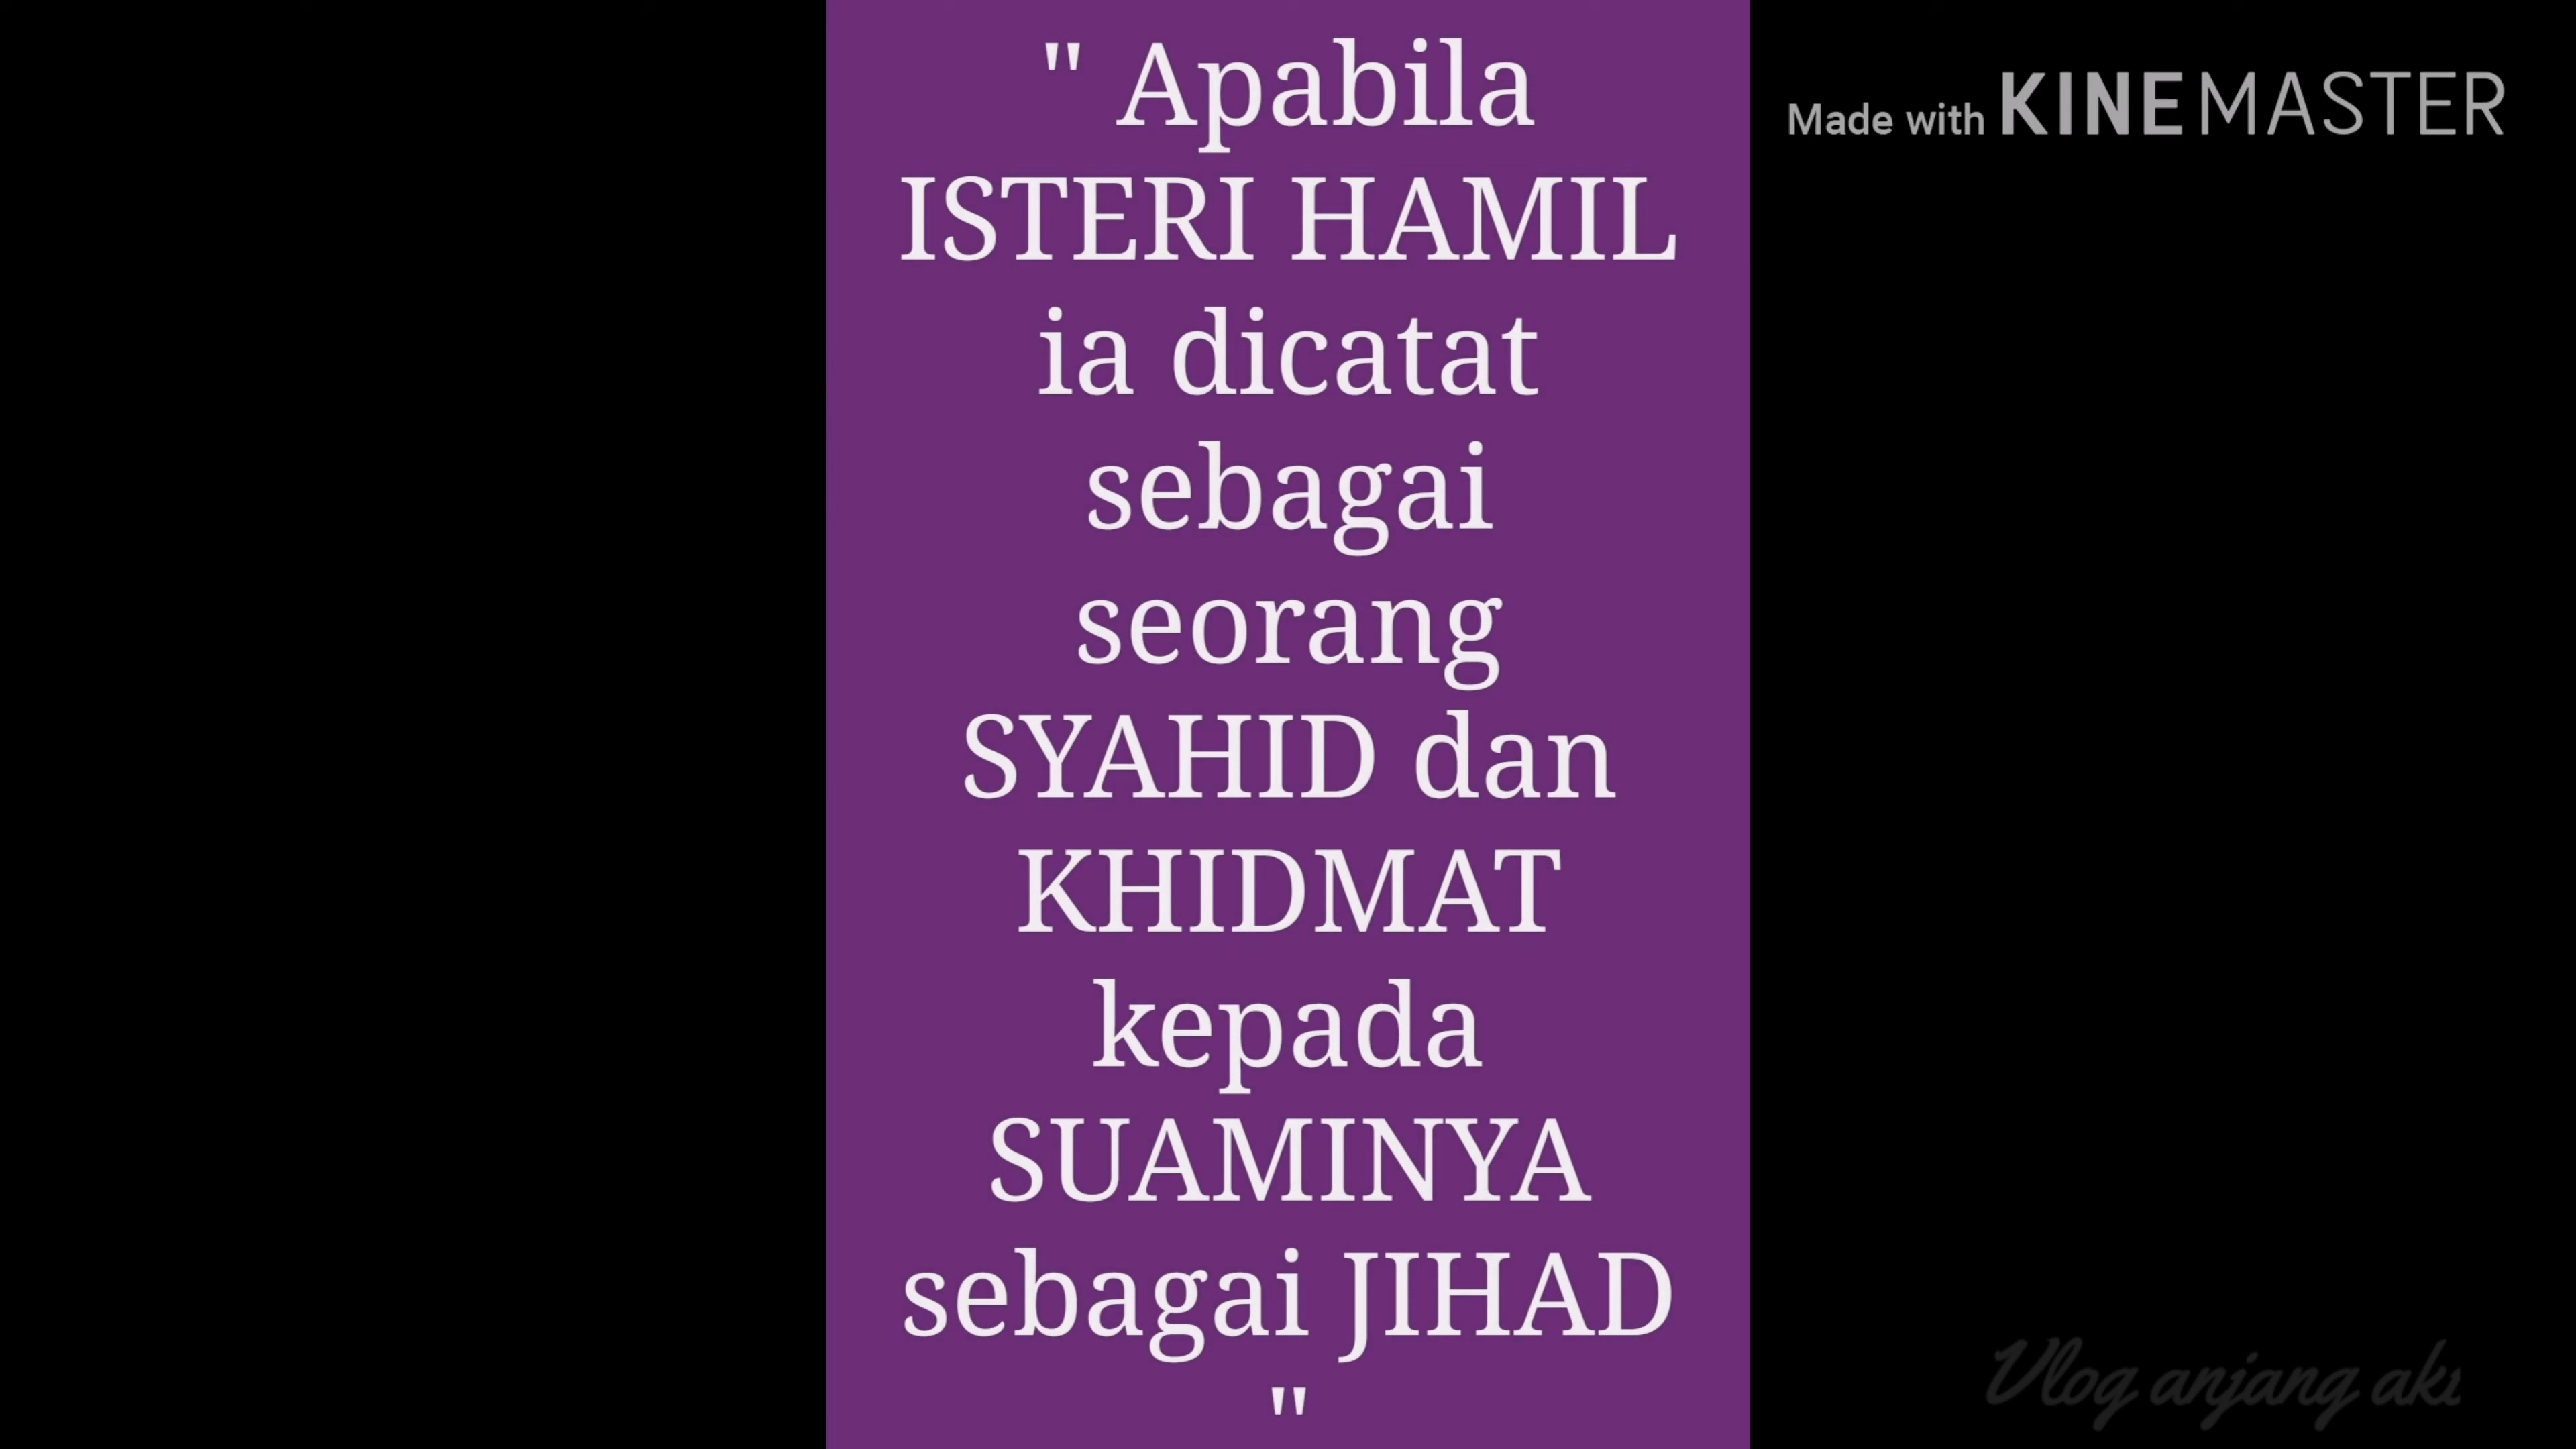 " Apabila
ISTERI HAMIL
ia dicatat
sebagai
seorang
SYAHID dan
KHIDMAT
kepada
SUAMINYA
sebagai JIHAD
"
Made with KINEMASTER
Vlog anjang